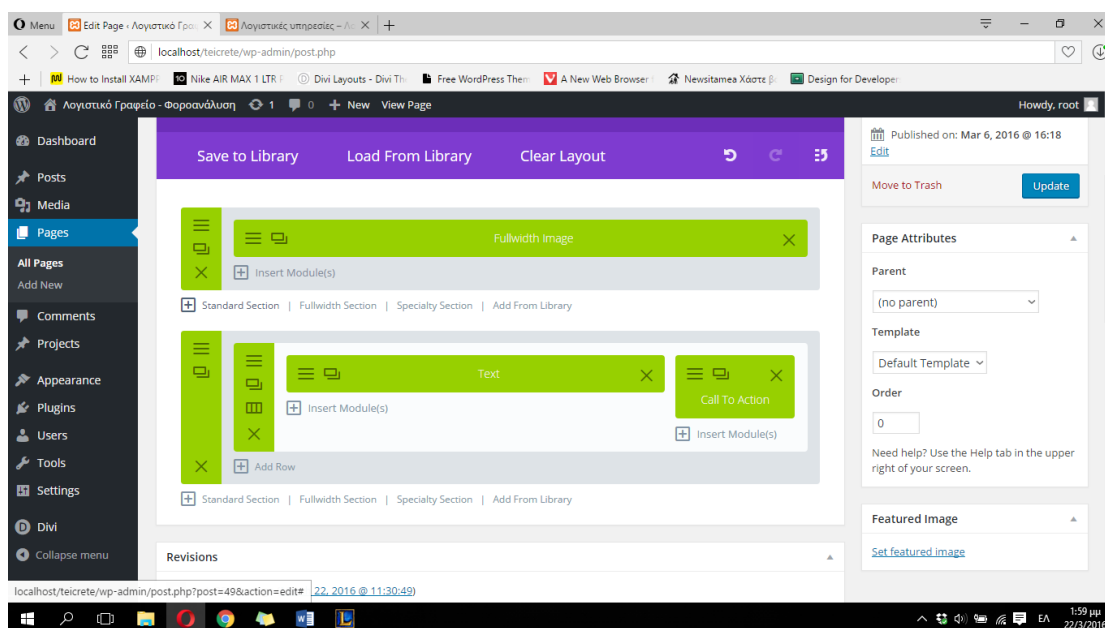 Menu
Edit Page ‹ Λογιστικό Γρα
Λογιστικές υπηρεσίες – Λο
localhost/teicrete/wp-admin/post.php
How to Install XAMPP
Nike AIR MAX 1 LTR
Divi Layouts - Divi Th
Free WordPress Them
A New Web Browser
Newsitamea Χάρτε β
Design for Developer
Λογιστικό Γραφείο - Φοροανάλυση
1
0
New
View Page
Howdy, root
Dashboard
Posts
Media
Pages
All Pages
Add New
Comments
Projects
Appearance
Plugins
Users
Tools
Settings
Divi
Collapse menu
Save to Library
Load From Library
Clear Layout
Fullwidth Image
Insert Module(s)
Standard Section | Fullwidth Section | Specialty Section | Add From Library
Text
Call To Action
Insert Module(s)
Insert Module(s)
Add Row
Standard Section | Fullwidth Section | Specialty Section | Add From Library
Revisions
22, 2016 @ 11:30:49)
Published on: Mar 6, 2016 @ 16:18
Edit
Move to Trash
Update
Page Attributes
Parent
(no parent)
Template
Default Template
Order
0
Need help? Use the Help tab in the upper
right of your screen.
Featured Image
Set featured image
localhost/teicrete/wp-admin/post.php?post=49&action=edit#
ΕΛ
1:59 μμ
22/3/2016